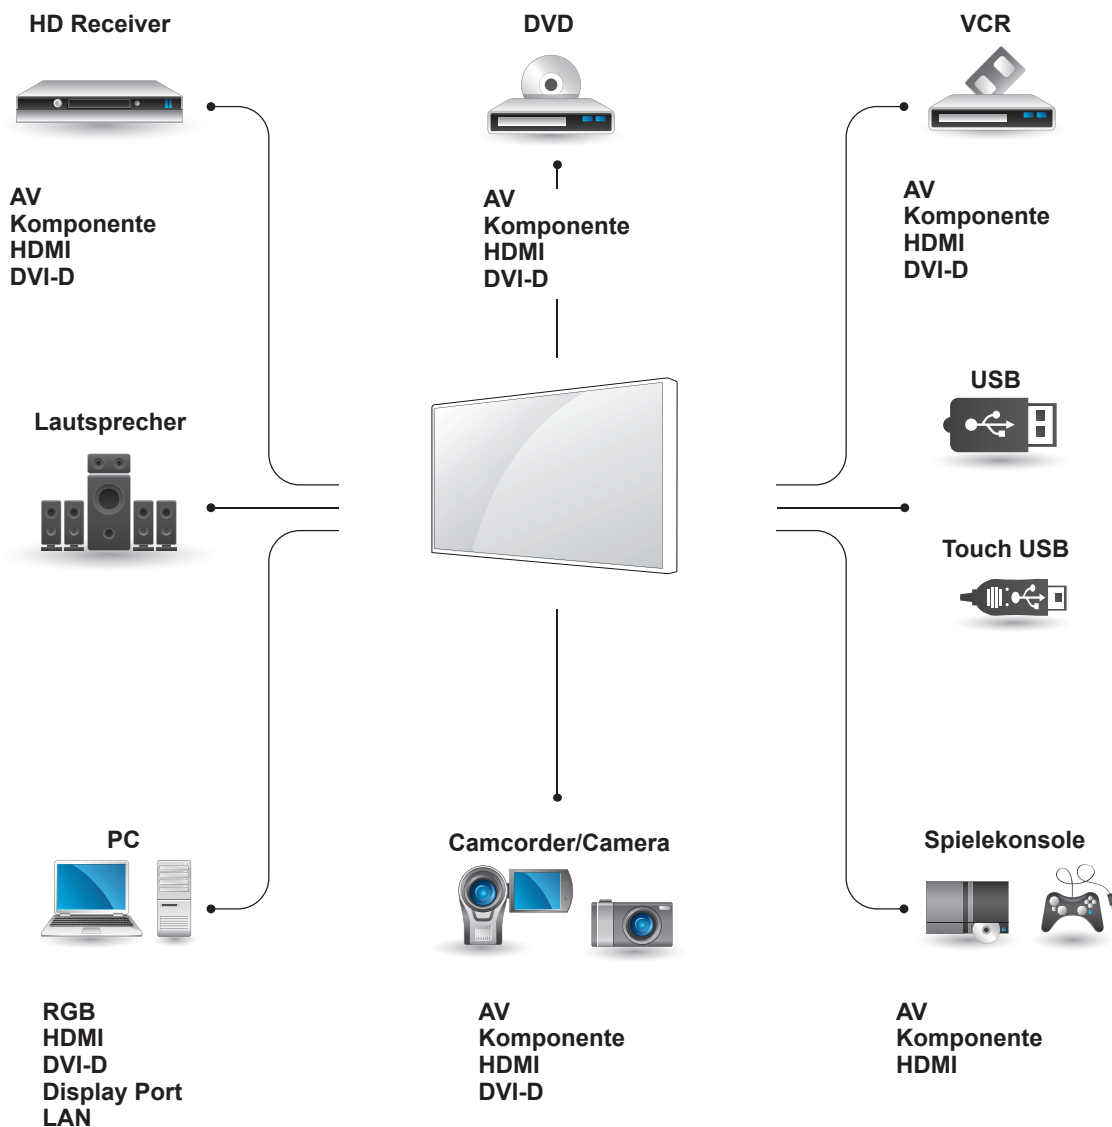 HD Receiver
AV
Komponente
HDMI
DVI-D
DVD
AV
Komponente
HDMI
DVI-D
VCR
AV
Komponente
HDMI
DVI-D
Lautsprecher
USB
Touch USB
PC
RGB
HDMI
DVI-D
Display Port
LAN
Camcorder/Camera
AV
Komponente
HDMI
DVI-D
Spielekonsole
AV
Komponente
HDMI